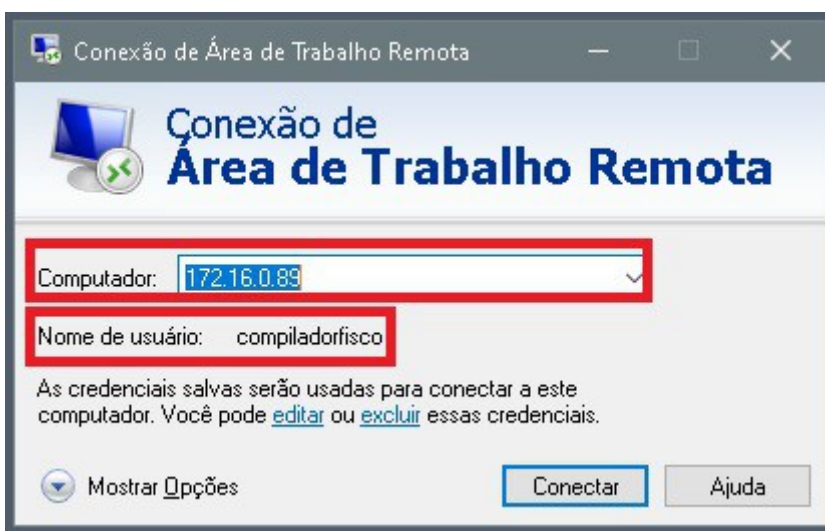 Conexão de Área de Trabalho Remota
Conexão de
Área de Trabalho Remota
Computador: 172.16.0.89
Nome de usuário: compiladorfisco
As credenciais salvas serão usadas para conectar a este
computador. Você pode editar ou excluir essas credenciais.
Mostrar Opções Conectar Ajuda